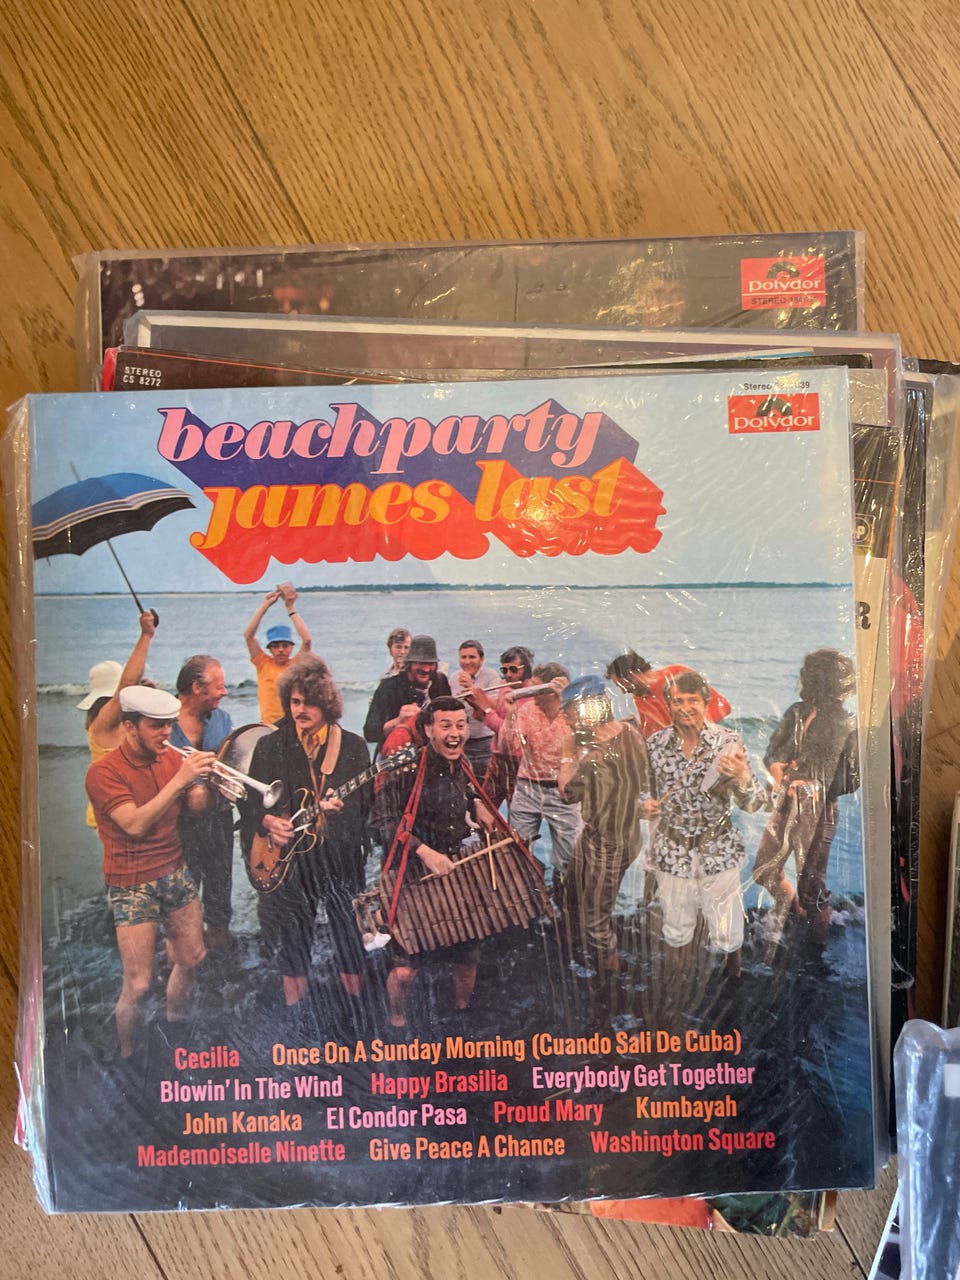 polydor
STEREO
STEREO
CS 8272
Stereo
polydor
beachparty
james last
R
Cecilia Once On A Sunday Morning (Cuando Sali De Cuba)
Blowin' In The Wind Happy Brasilia Everybody Get Together
John Kanaka El Condor Pasa Proud Mary Kumbayah
Mademoiselle Ninette Give Peace A Chance Washington Square